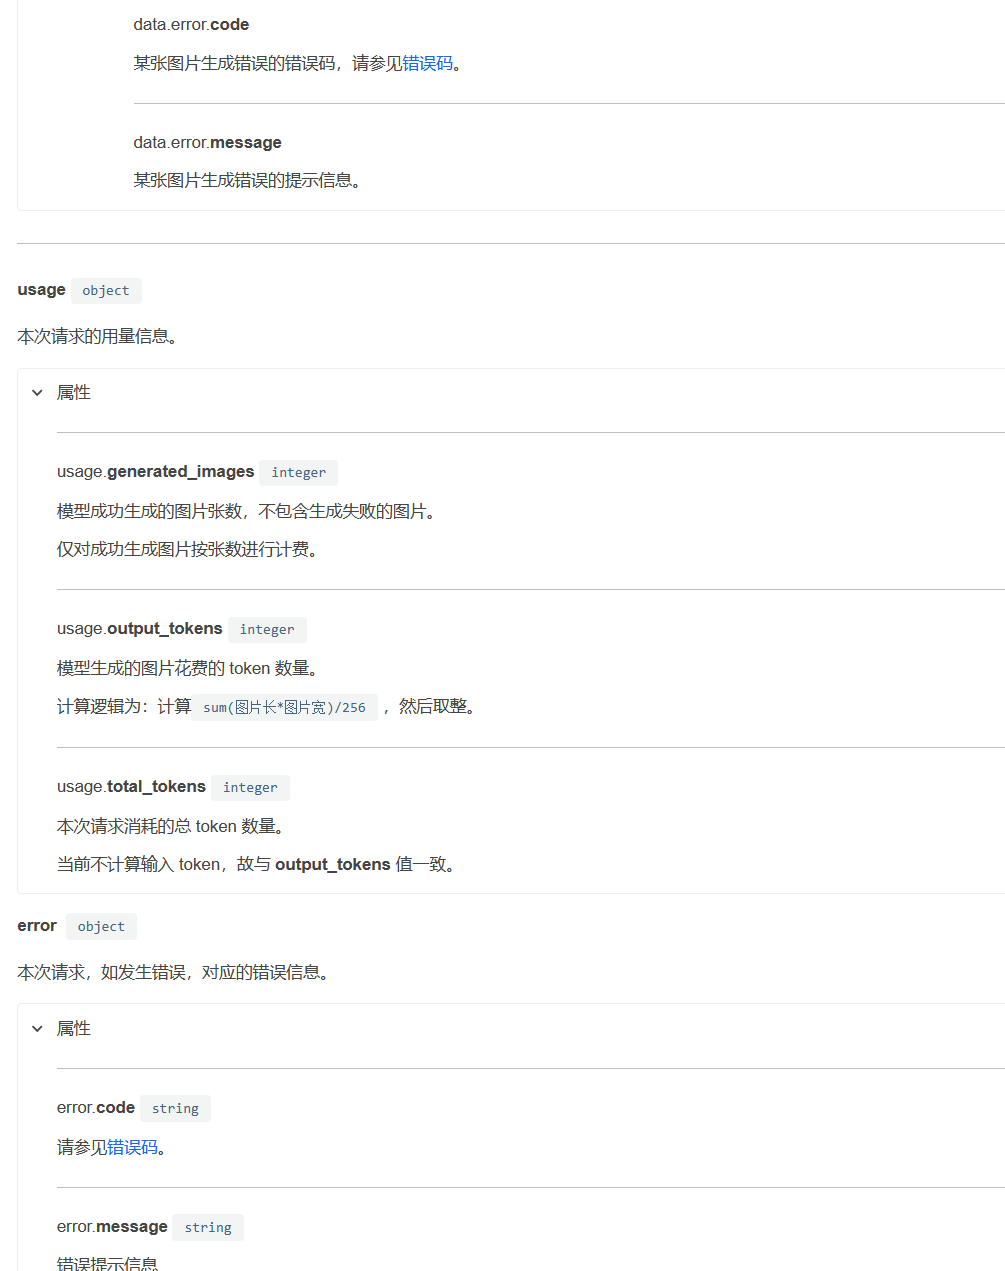 data.error.code
某张图片生成错误的错误码，请参见错误码。
data.error.message
某张图片生成错误的提示信息。
usage object
本次请求的用量信息。
属性
usage.generated_images integer
模型成功生成的图片张数，不包含生成失败的图片。
仅对成功生成图片按张数进行计费。
usage.output_tokens integer
模型生成的图片花费的 token 数量。
计算逻辑为：计算 sum(图片长*图片宽)/256 ，然后取整。
usage.total_tokens integer
本次请求消耗的总 token 数量。
当前不计算输入 token，故与 output_tokens 值一致。
error object
本次请求，如发生错误，对应的错误信息。
属性
error.code string
请参见错误码。
error.message string
错误提示信息